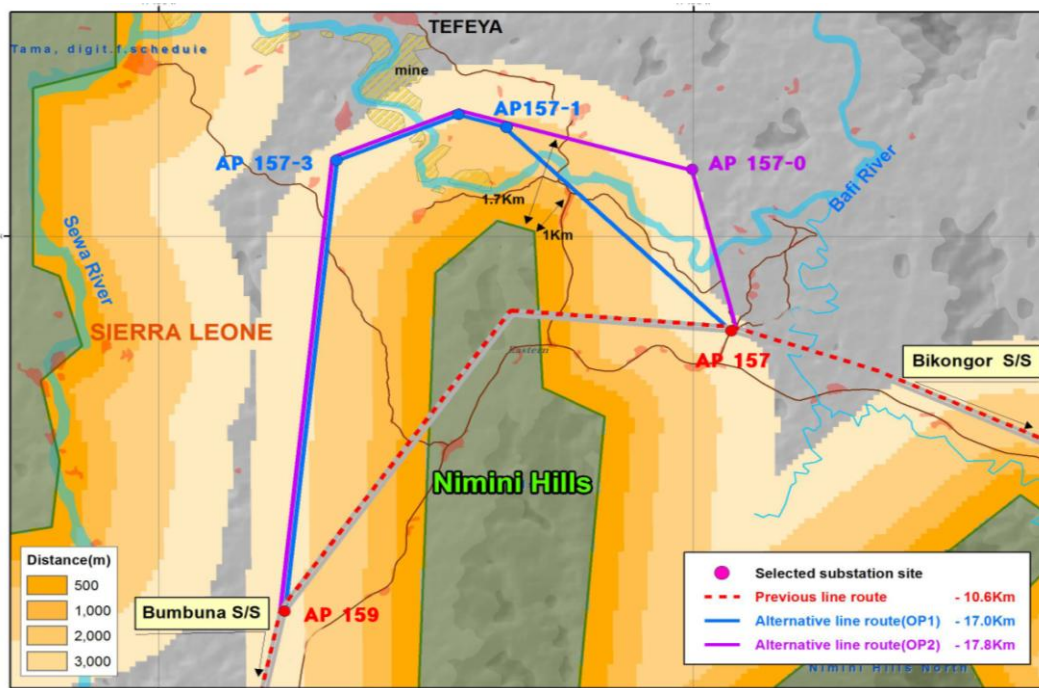 TEFEYA
Tama, digit.f.scheduie
mine
AP157-1
AP 157-3
AP 157-0
Bafi River
1.7Km
1Km
Sewa River
SIERRA LEONE
Eastern
AP 157
Bikongor S/S
Nimini Hills
Distance(m)
500
1,000
2,000
3,000
Bumbuna S/S
AP 159
Selected substation site
Previous line route - 10.6Km
Alternative line route(OP1) - 17.0Km
Alternative line route(OP2) - 17.8Km
Nimini Hills North